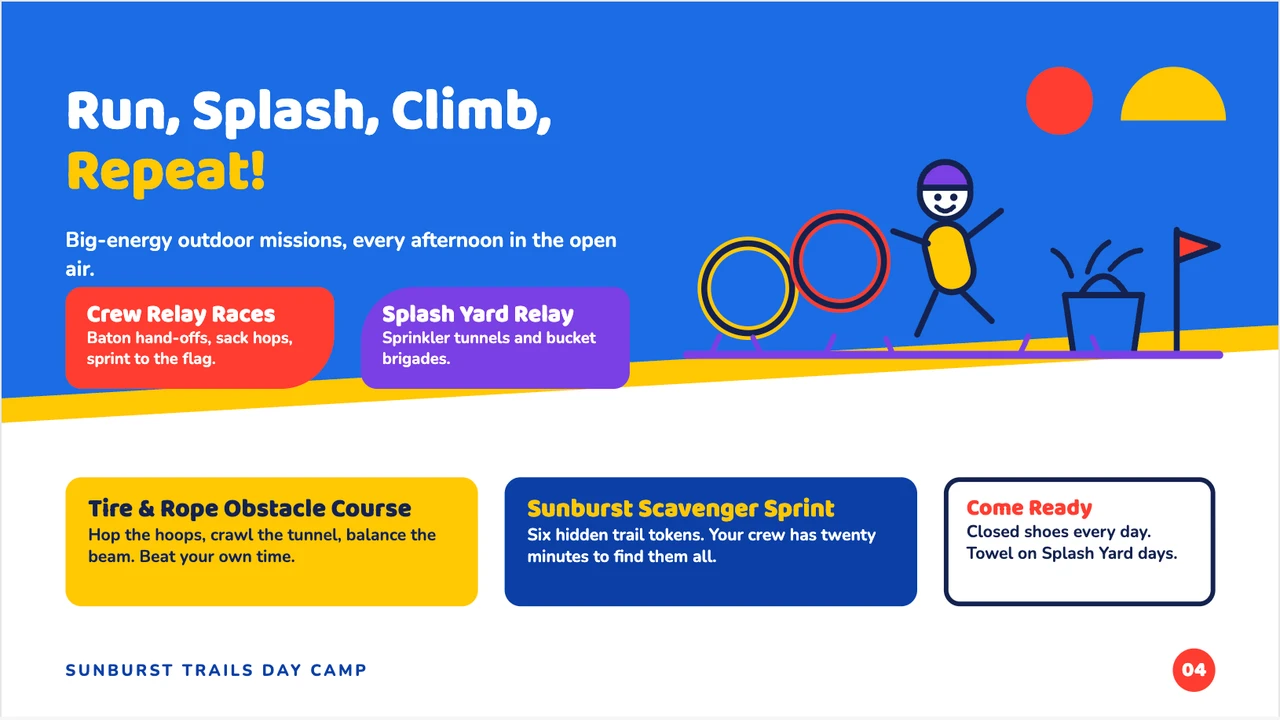 Run, Splash, Climb,
Repeat!
Big-energy outdoor missions, every afternoon in the open
air.
Crew Relay Races
Baton hand-offs, sack hops,
sprint to the flag.
Splash Yard Relay
Sprinkler tunnels and bucket
brigades.
Tire & Rope Obstacle Course
Hop the hoops, crawl the tunnel, balance the
beam. Beat your own time.
Sunburst Scavenger Sprint
Six hidden trail tokens. Your crew has twenty
minutes to find them all.
Come Ready
Closed shoes every day.
Towel on Splash Yard days.
SUNBURST TRAILS DAY CAMP
04